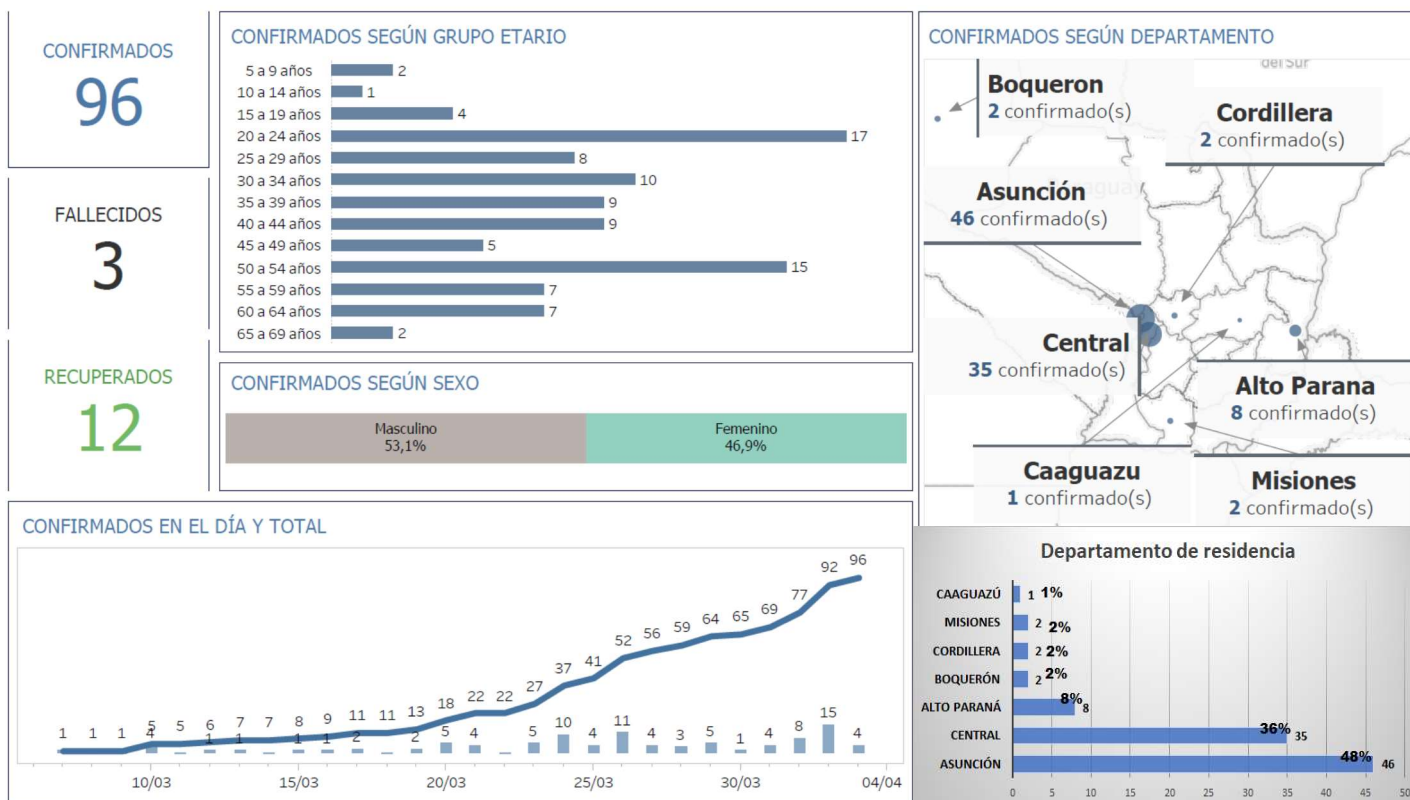 CONFIRMADOS
96
FALLECIDOS
3
RECUPERADOS
12
CONFIRMADOS SEGÚN GRUPO ETARIO
5 a 9 años 2
10 a 14 años 1
15 a 19 años 4
20 a 24 años 17
25 a 29 años 8
30 a 34 años 10
35 a 39 años 9
40 a 44 años 9
45 a 49 años 5
50 a 54 años 15
55 a 59 años 7
60 a 64 años 7
65 a 69 años 2
CONFIRMADOS SEGÚN SEXO
Masculino
53,1%
Femenino
46,9%
CONFIRMADOS SEGÚN DEPARTAMENTO
del Sur
Boqueron
2 confirmado(s)
Cordillera
2 confirmado(s)
Asunción
46 confirmado(s)
Central
35 confirmado(s)
Alto Parana
8 confirmado(s)
Caaguazu
1 confirmado(s)
Misiones
2 confirmado(s)
CONFIRMADOS EN EL DÍA Y TOTAL
1 1 1 5 5 6 7 7 8 9 11 11 13 18 22 22 27 37 41 52 56 59 64 65 69 77 92 96
4 1 1 1 1 2 2 5 4 5 10 4 11 4 3 5 1 4 8 15 4
10/03 15/03 20/03 25/03 30/03 04/04
Departamento de residencia
CAAGUAZÚ 1 1%
MISIONES 2 2%
CORDILLERA 2 2%
BOQUERÓN 2 2%
ALTO PARANÁ 8% 8
CENTRAL 36% 35
ASUNCIÓN 48% 46
0 5 10 15 20 25 30 35 40 45 50